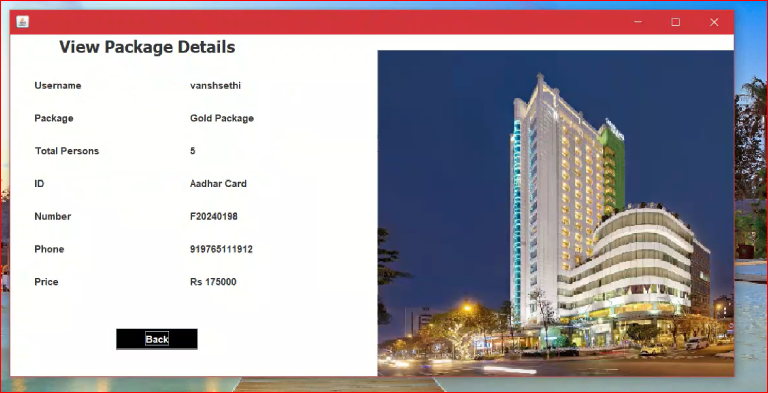 View Package Details
Username vanshsethi
Package Gold Package
Total Persons 5
ID Aadhar Card
Number F20240198
Phone 919765111912
Price Rs 175000
Back